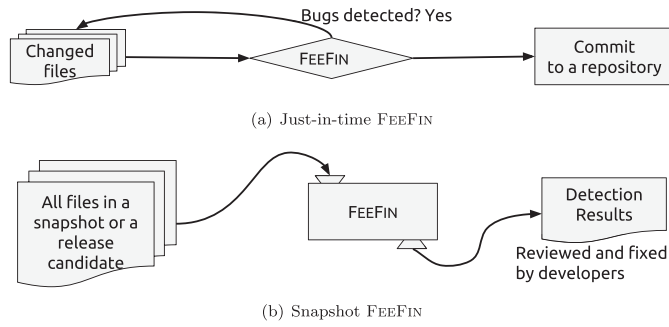 Bugs detected? Yes
Changed
files
FEEFIN
Commit
to a repository
(a) Just-in-time FEEFIN
All files in a
snapshot or a
release
candidate
FEEFIN
Detection
Results
Reviewed and fixed
by developers
(b) Snapshot FEEFIN